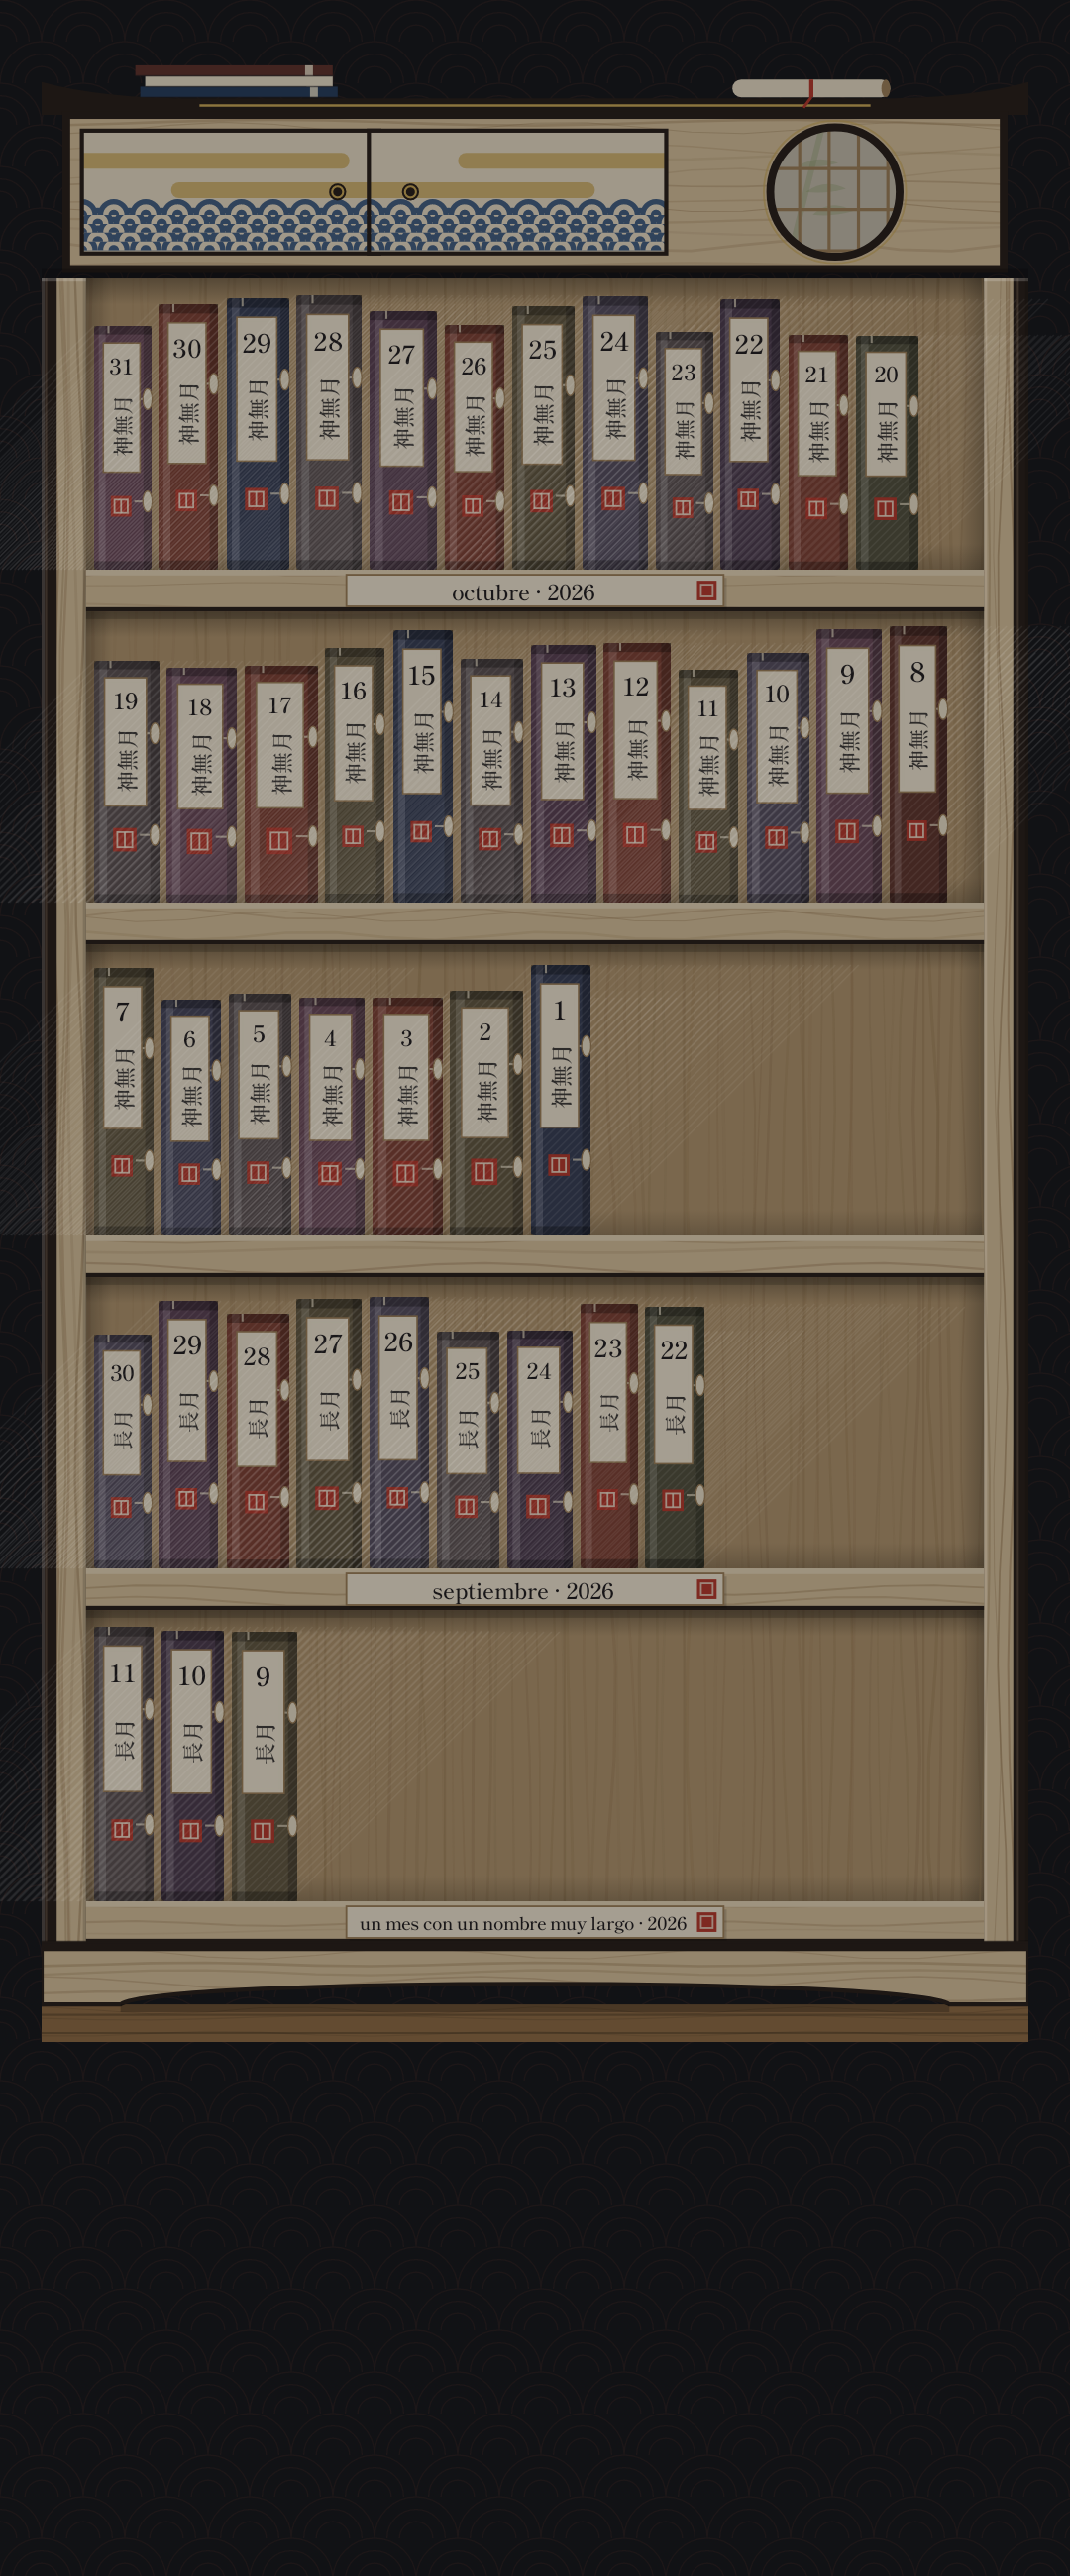 31 神無月
30 神無月
29 神無月
28 神無月
27 神無月
26 神無月
25 神無月
24 神無月
23 神無月
22 神無月
21 神無月
20 神無月
octubre · 2026
19 神無月
18 神無月
17 神無月
16 神無月
15 神無月
14 神無月
13 神無月
12 神無月
11 神無月
10 神無月
9 神無月
8 神無月
7 神無月
6 神無月
5 神無月
4 神無月
3 神無月
2 神無月
1 神無月
30 長月
29 長月
28 長月
27 長月
26 長月
25 長月
24 長月
23 長月
22 長月
septiembre · 2026
11 長月
10 長月
9 長月
un mes con un nombre muy largo · 2026